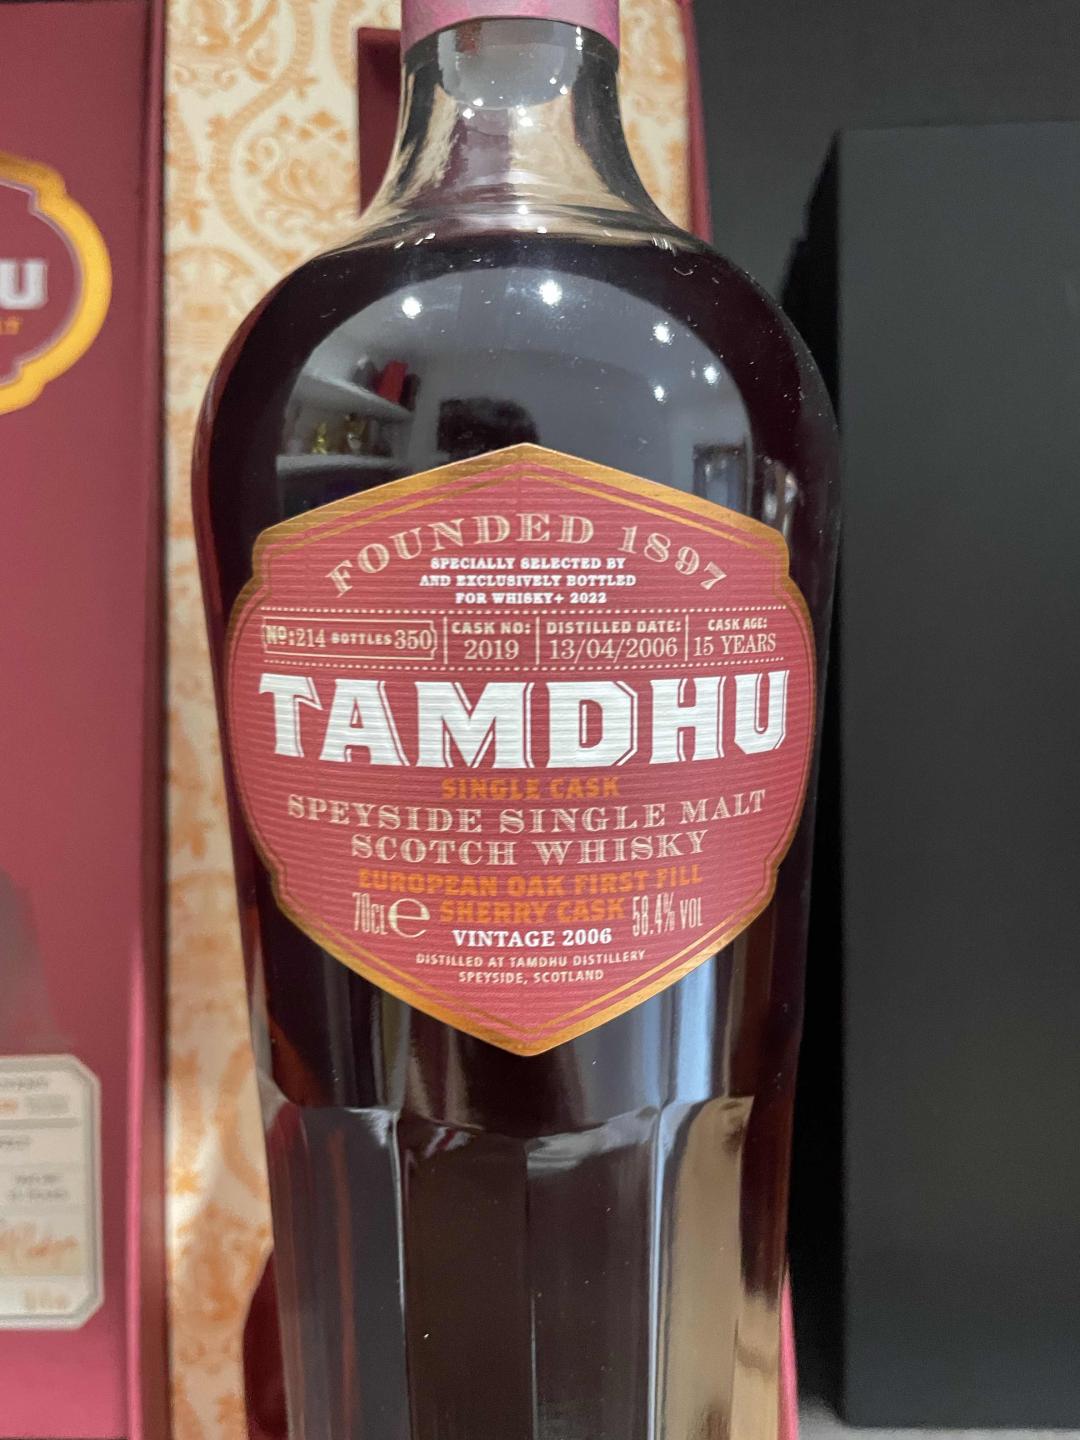 HU
FOUNDED 1897
SPECIALLY SELECTED BY
AND EXCLUSIVELY BOTTLED
FOR WHISKY+ 2022
No:214 BOTTLES 350
CASK NO:
2019
DISTILLED DATE:
13/04/2006
CASK AGE:
15 YEARS
TAMDHU
SINGLE CASK
SPEYSIDE SINGLE MALT
SCOTCH WHISKY
EUROPEAN OAK FIRST FILL
70cl e SHERRY CASK 58.4% VOL
VINTAGE 2006
DISTILLED AT TAMDHU DISTILLERY
SPEYSIDE, SCOTLAND